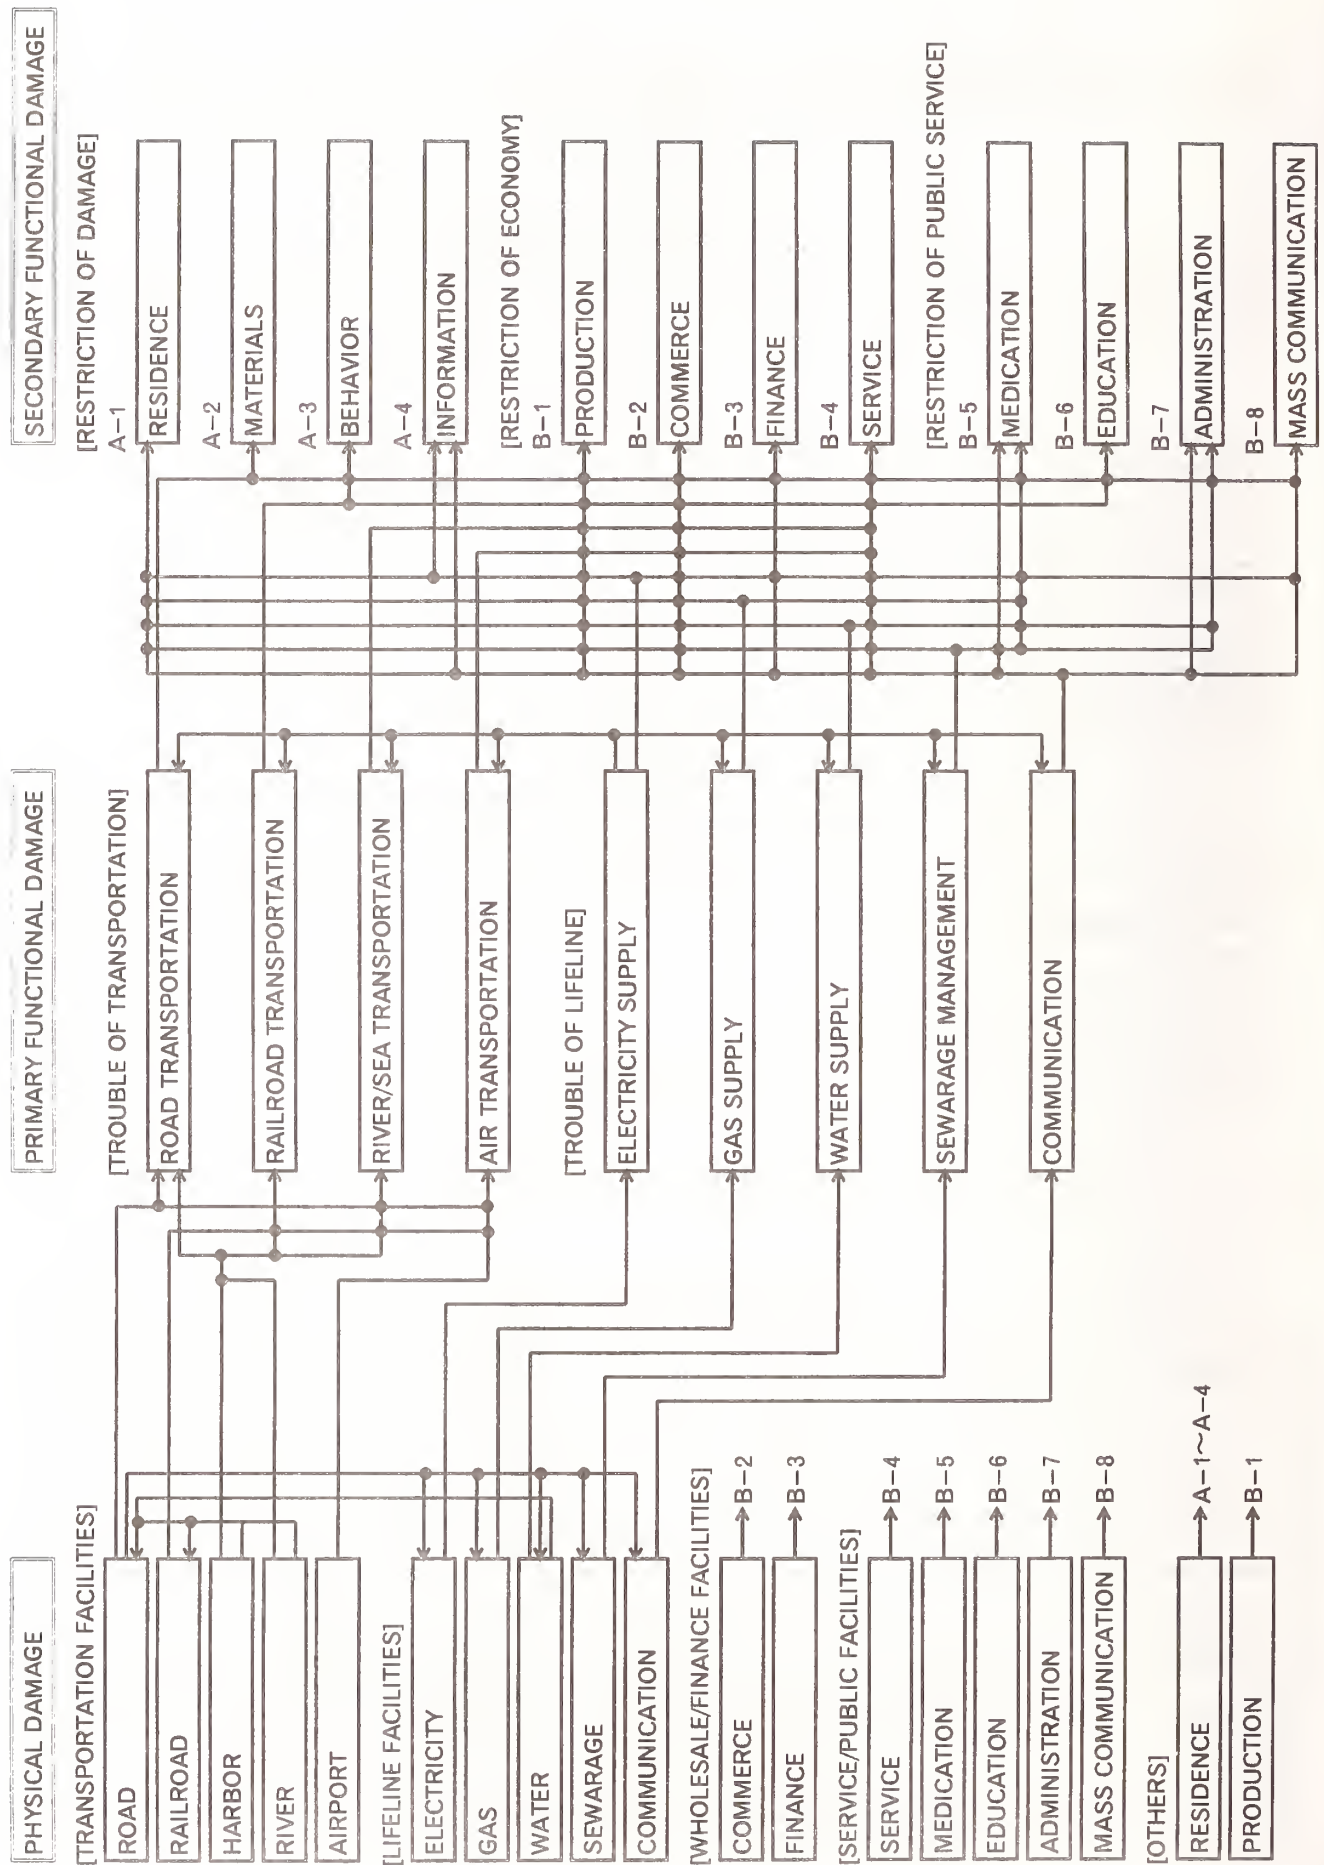 PHYSICAL DAMAGE
[TRANSPORTATION FACILITIES]
ROAD
RAILROAD
HARBOR
RIVER
AIRPORT
[LIFELINE FACILITIES]
ELECTRICITY
GAS
WATER
SEWARAGE
COMMUNICATION
[WHOLESALE/FINANCE FACILITIES]
COMMERCE
B-2
FINANCE
B-3
[SERVICE/PUBLIC FACILITIES]
SERVICE
B-4
MEDICATION
B-5
EDUCATION
B-6
ADMINISTRATION
B-7
MASS COMMUNICATION
B-8
[OTHERS]
RESIDENCE
A-1~A-4
PRODUCTION
B-1
PRIMARY FUNCTIONAL DAMAGE
[TROUBLE OF TRANSPORTATION]
ROAD TRANSPORTATION
RAILROAD TRANSPORTATION
RIVER/SEA TRANSPORTATION
AIR TRANSPORTATION
[TROUBLE OF LIFELINE]
ELECTRICITY SUPPLY
GAS SUPPLY
WATER SUPPLY
SEWARAGE MANAGEMENT
COMMUNICATION
SECONDARY FUNCTIONAL DAMAGE
[RESTRICTION OF DAMAGE]
A-1
RESIDENCE
A-2
MATERIALS
A-3
BEHAVIOR
A-4
INFORMATION
[RESTRICTION OF ECONOMY]
B-1
PRODUCTION
B-2
COMMERCE
B-3
FINANCE
B-4
SERVICE
[RESTRICTION OF PUBLIC SERVICE]
B-5
MEDICATION
B-6
EDUCATION
B-7
ADMINISTRATION
B-8
MASS COMMUNICATION